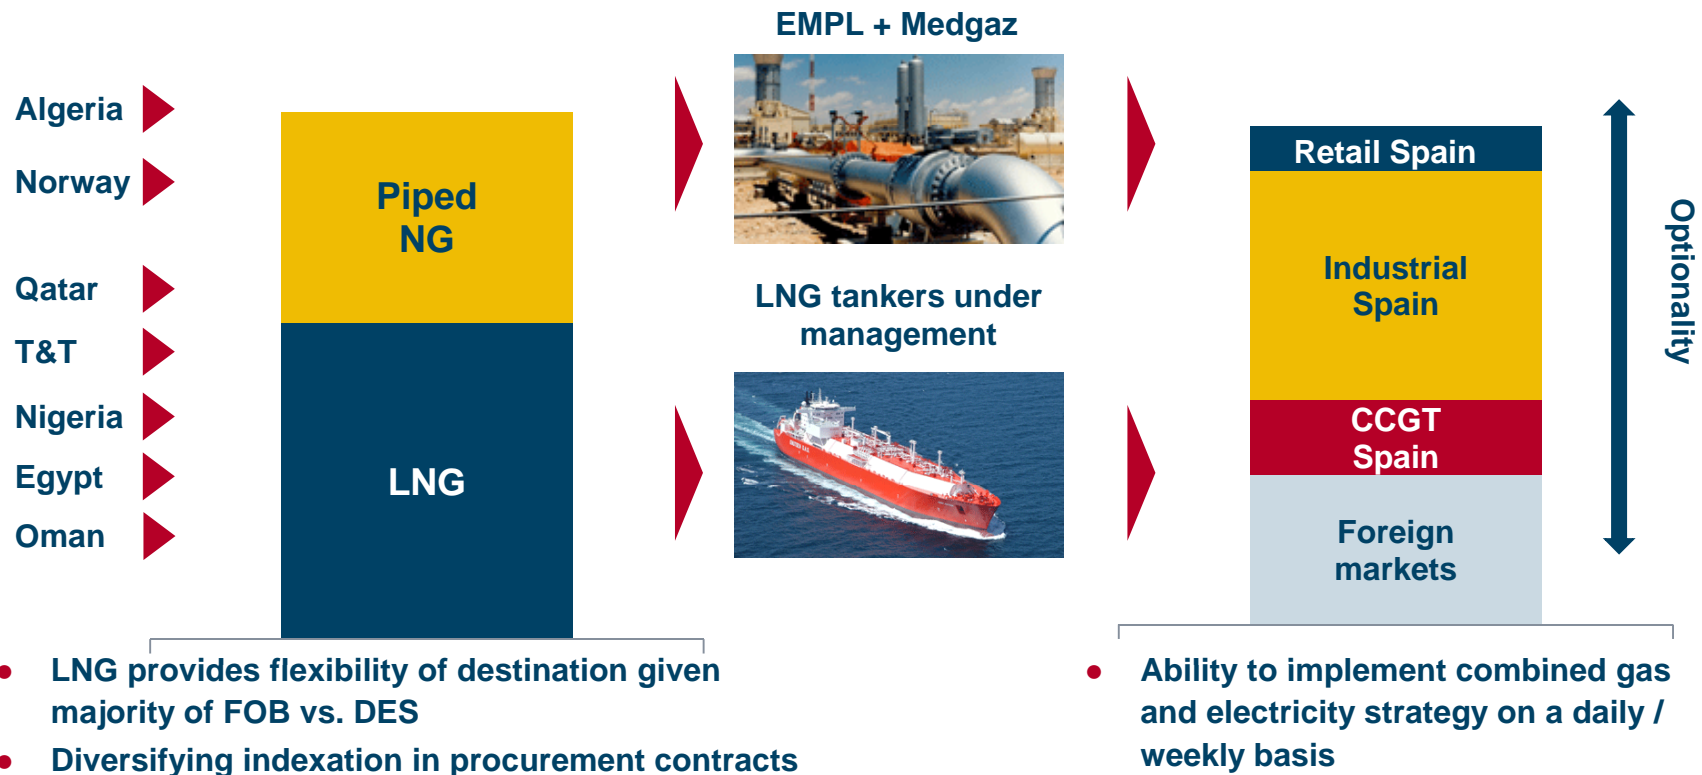 EMPL + Medgaz
Algeria
Norway
Qatar
T&T
Nigeria
Egypt
Oman
Piped
NG
LNG
LNG tankers under
management
Retail Spain
Industrial
Spain
CCGT
Spain
Foreign
markets
Optionality
● LNG provides flexibility of destination given
majority of FOB vs. DES
● Diversifying indexation in procurement contracts
● Ability to implement combined gas
and electricity strategy on a daily /
weekly basis